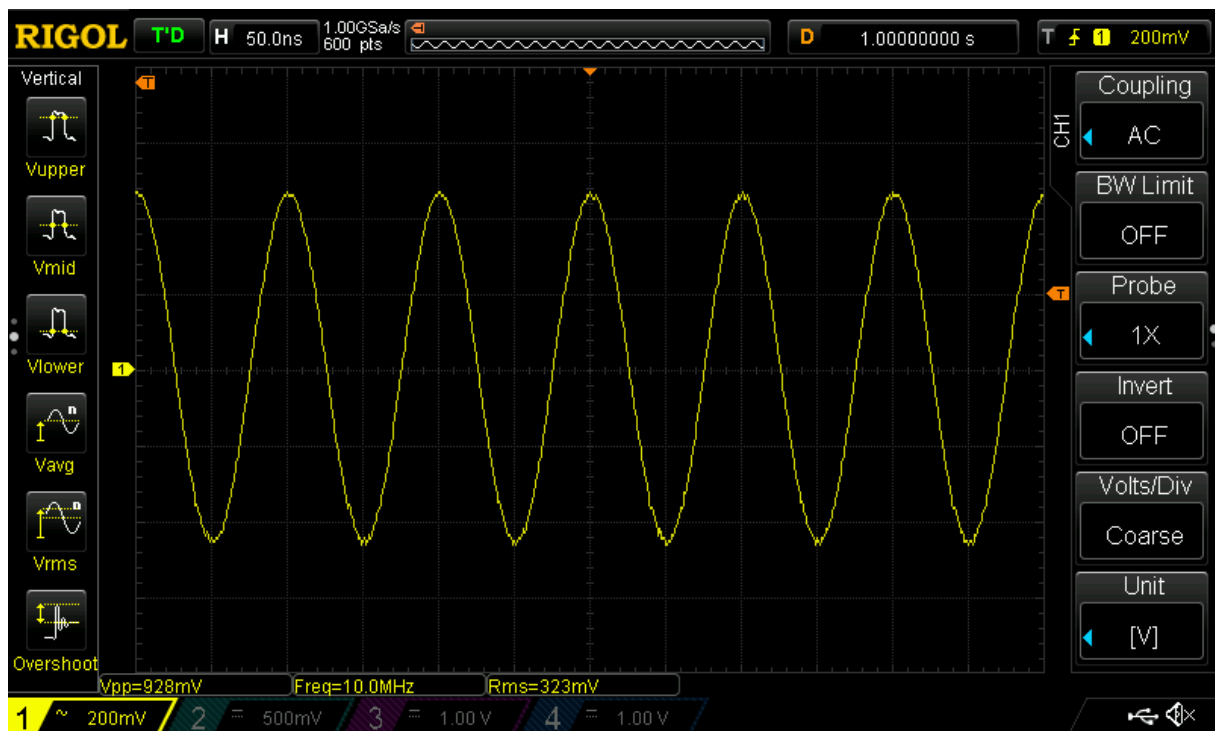 RIGOL T'D H 50.0ns 1.00GSa/s D 1.00000000 s T 1 200mV
600 pts
Vertical
Vupper
Vmid
Vlower
Vavg
n
Vrms
n
Overshoot
T
1
T
CH1
Coupling
AC
BW Limit
OFF
Probe
1X
Invert
OFF
Volts/Div
Coarse
Unit
[V]
Vpp=928mV Freq=10.0MHz Rms=323mV
1 ~ 200mV 2 = 500mV 3 = 1.00 V 4 = 1.00 V